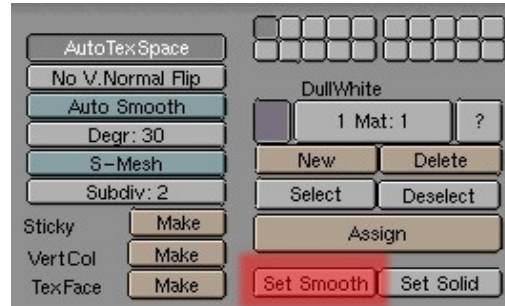 AutoTexSpace
No V.Normal Flip
Auto Smooth
Degr: 30
S-Mesh
Subdiv: 2
Sticky Make
VertCol Make
TexFace Make
DullWhite
1 Mat: 1 ?
New Delete
Select Deselect
Assign
Set Smooth Set Solid